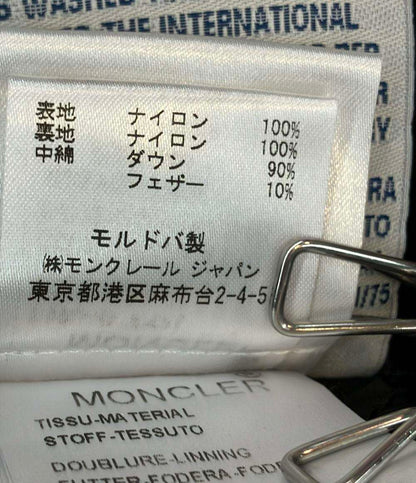 WASHED
THE INTERNATIONAL
表地 ナイロン 100%
裏地 ナイロン 100%
中綿 ダウン 90%
フェザー 10%
モルドバ製
㈱モンクレール ジャパン
東京都港区麻布台2-4-5
/75
MONCLER
TISSU-MATERIAL
STOFF-TESSUTO
DOUBLURE-LINNING
FUTTER-FODERA-FODE